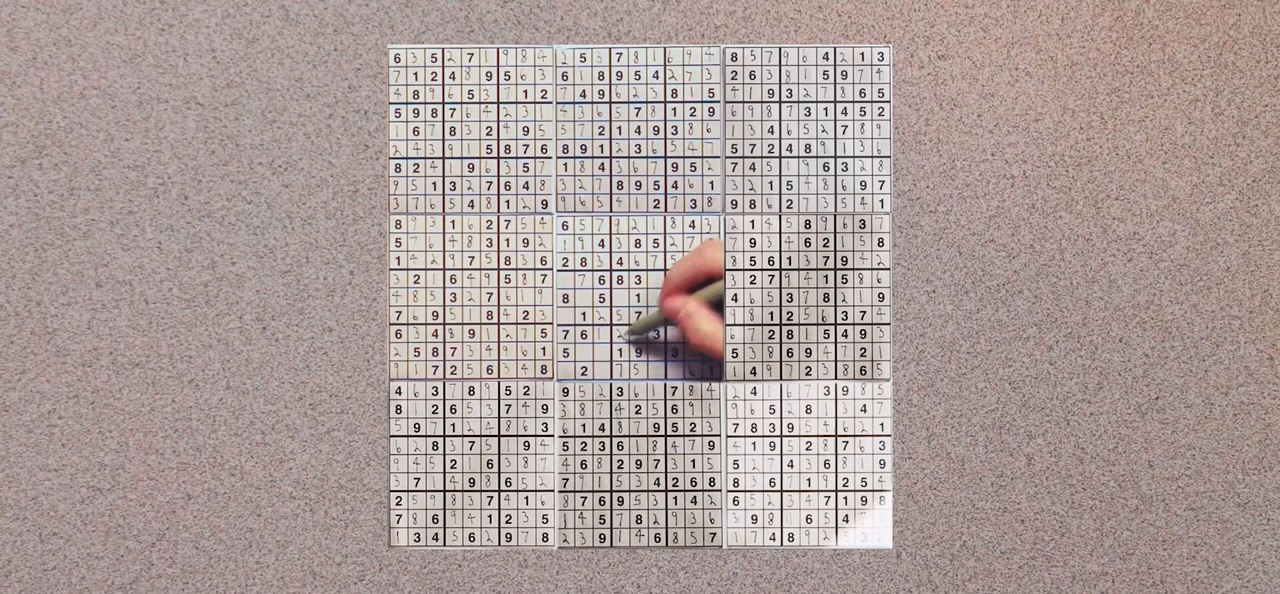 6 3 5 2 7 1 9 8 4
7 1 2 4 8 9 5 6 3
4 8 9 6 5 3 7 1 2
5 9 8 7 6 4 2 3 1
1 6 7 8 3 2 4 9 5
2 4 3 9 1 5 8 7 6
8 2 4 1 9 6 3 5 7
9 5 1 3 2 7 6 4 8
3 7 6 5 4 8 1 2 9
2 5 3 7 8 1 6 9 4
6 1 8 9 5 4 2 7 3
7 4 9 6 2 3 8 1 5
4 3 6 5 7 8 1 2 9
5 7 2 1 4 9 3 8 6
8 9 1 2 3 6 5 4 7
1 8 4 3 6 7 9 5 2
3 2 7 8 9 5 4 6 1
9 6 5 4 1 2 7 3 8
8 5 7 9 6 4 2 1 3
2 6 3 8 1 5 9 7 4
4 1 9 3 2 7 8 6 5
6 9 8 7 3 1 4 5 2
1 3 4 6 5 2 7 8 9
5 7 2 4 8 9 1 3 6
7 4 5 1 9 6 3 2 8
3 2 1 5 4 8 6 9 7
9 8 6 2 7 3 5 4 1
8 9 3 1 6 2 7 5 4
5 7 6 4 8 3 1 9 2
1 4 2 9 7 5 8 3 6
3 2 1 6 4 9 5 8 7
4 8 5 3 2 7 6 1 9
7 6 9 5 1 8 4 2 3
6 3 4 8 9 1 2 7 5
2 5 8 7 3 4 9 6 1
9 1 7 2 5 6 3 4 8
6 5 7 9 2 1 8 4 3
1 9 4 3 8 5 2 7
2 8 3 4 6 7
7 6 8 3
8 5 1
1 2 5 7
7 6 1 2 3
5 1 9 3
2 7 5 6 1
2 1 4 5 8 9 6 3 7
7 9 3 4 6 2 1 5 8
8 5 6 1 3 7 9 4 2
3 2 7 9 4 1 5 8 6
4 6 5 3 7 8 2 1 9
9 8 1 2 5 6 3 7 4
6 7 2 8 1 5 4 9 3
5 3 8 6 9 4 7 2 1
1 4 9 7 2 3 8 6 5
4 6 3 7 8 9 5 2 1
8 1 2 6 5 3 7 4 9
5 9 7 1 2 4 8 6 3
6 2 8 3 7 5 1 9 4
9 4 5 2 1 6 3 8 7
3 7 1 4 9 8 6 5 2
2 5 9 8 3 7 4 1 6
7 8 6 9 4 1 2 3 5
1 3 4 5 6 2 9 7 8
9 5 2 3 6 1 7 8 4
3 8 7 4 2 5 6 9 1
6 1 4 8 7 9 5 2 3
5 2 3 6 1 8 4 7 9
4 6 8 2 9 7 3 1 5
7 9 1 5 3 4 2 6 8
8 7 6 9 5 3 1 4 2
1 4 5 7 8 2 9 3 6
2 3 9 1 4 6 8 5 7
2 4 1 6 7 3 9 8 5
9 6 5 2 8 1 3 4 7
7 8 3 9 5 4 6 2 1
4 1 9 5 2 8 7 6 3
5 2 7 4 3 6 8 1 9
8 3 6 7 1 9 2 5 4
6 5 2 3 4 7 1 9 8
3 9 8 1 6 5 4 7
1 7 4 8 9 2 5 3